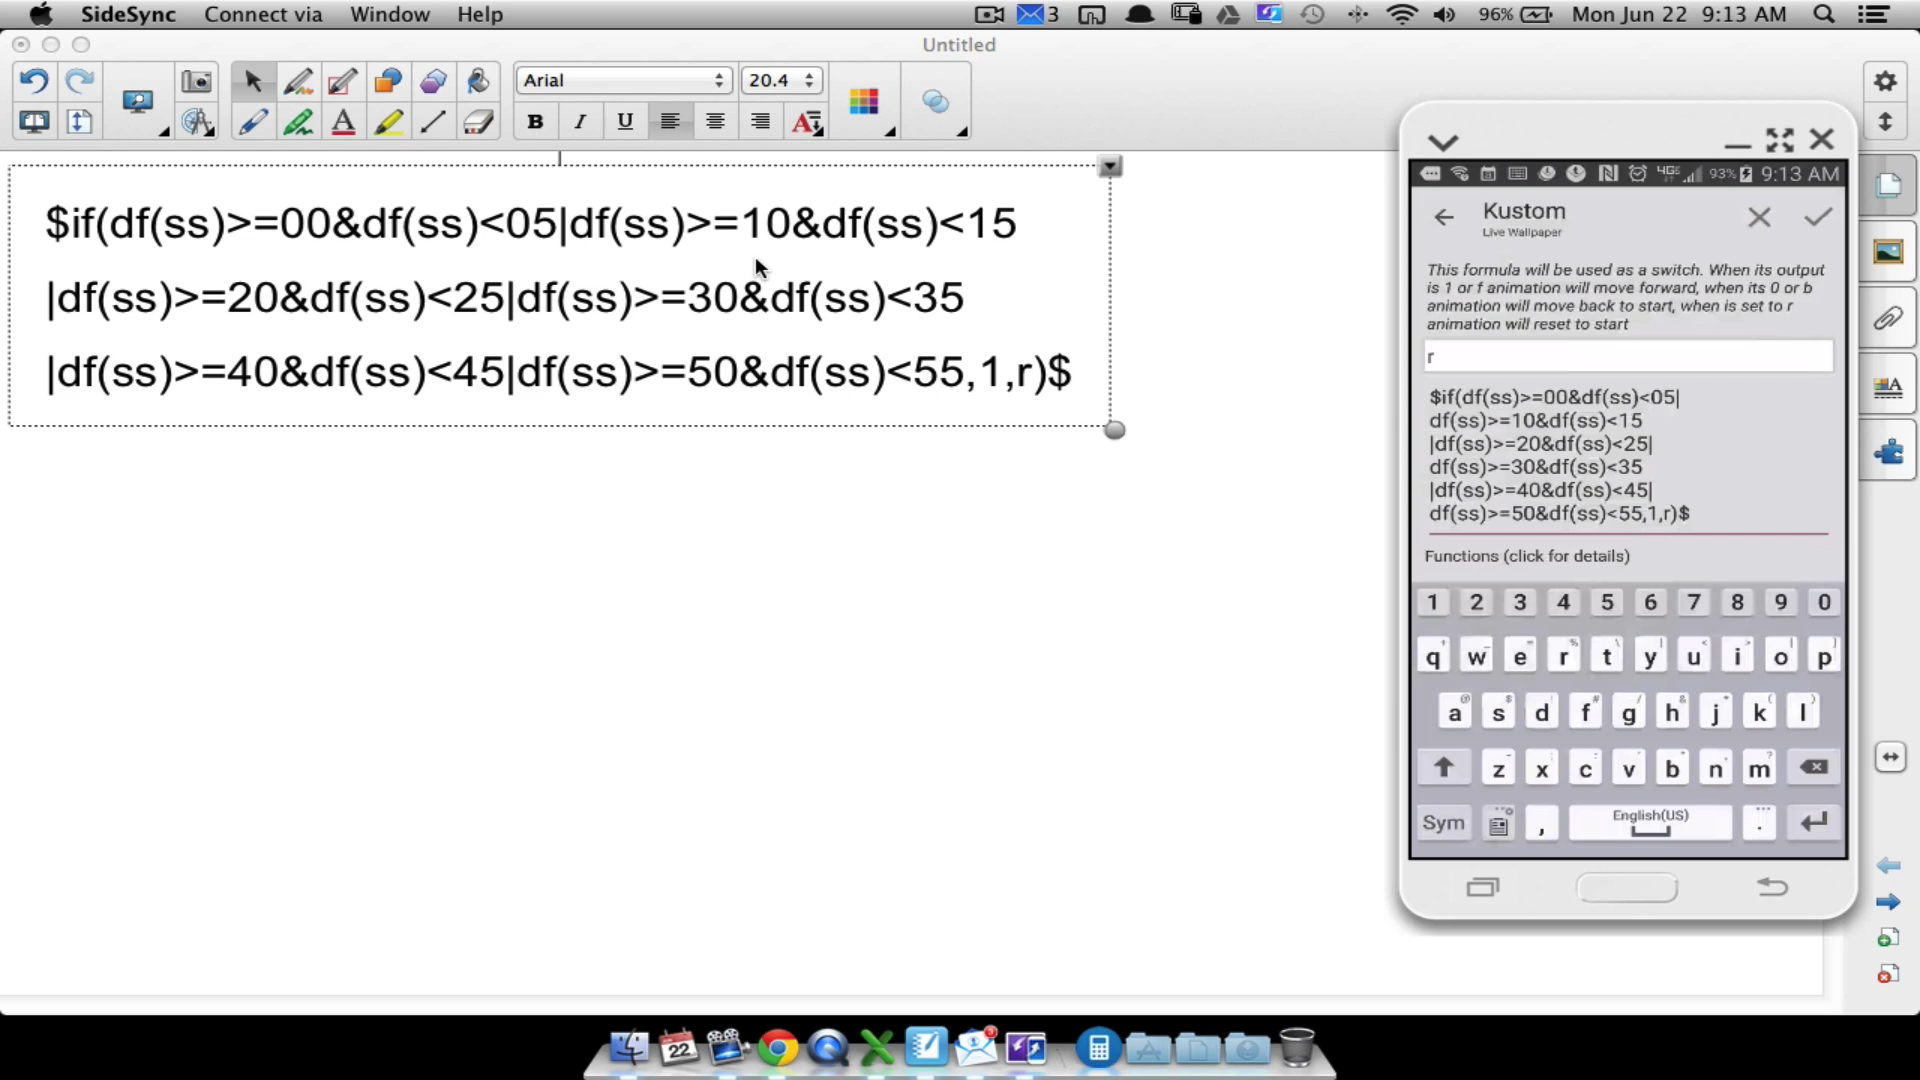 SideSync Connect via Window Help 3 96% Mon Jun 22 9:13 AM
Untitled
Arial 20.4
B I U A
$if(df(ss)>=00&df(ss)<05|df(ss)>=10&df(ss)<15
|df(ss)>=20&df(ss)<25|df(ss)>=30&df(ss)<35
|df(ss)>=40&df(ss)<45|df(ss)>=50&df(ss)<55,1,r)$
4G 93% 9:13 AM
Kustom
Live Wallpaper
This formula will be used as a switch. When its output
is 1 or f animation will move forward, when its 0 or b
animation will move back to start, when is set to r
animation will reset to start
r
$if(df(ss)>=00&df(ss)<05|
df(ss)>=10&df(ss)<15
|df(ss)>=20&df(ss)<25|
df(ss)>=30&df(ss)<35
|df(ss)>=40&df(ss)<45|
df(ss)>=50&df(ss)<55,1,r)$
Functions (click for details)
1 2 3 4 5 6 7 8 9 0
q w e r t y u i o p
a s d f g h j k l
z x c v b n m
Sym , English(US) .
22 3